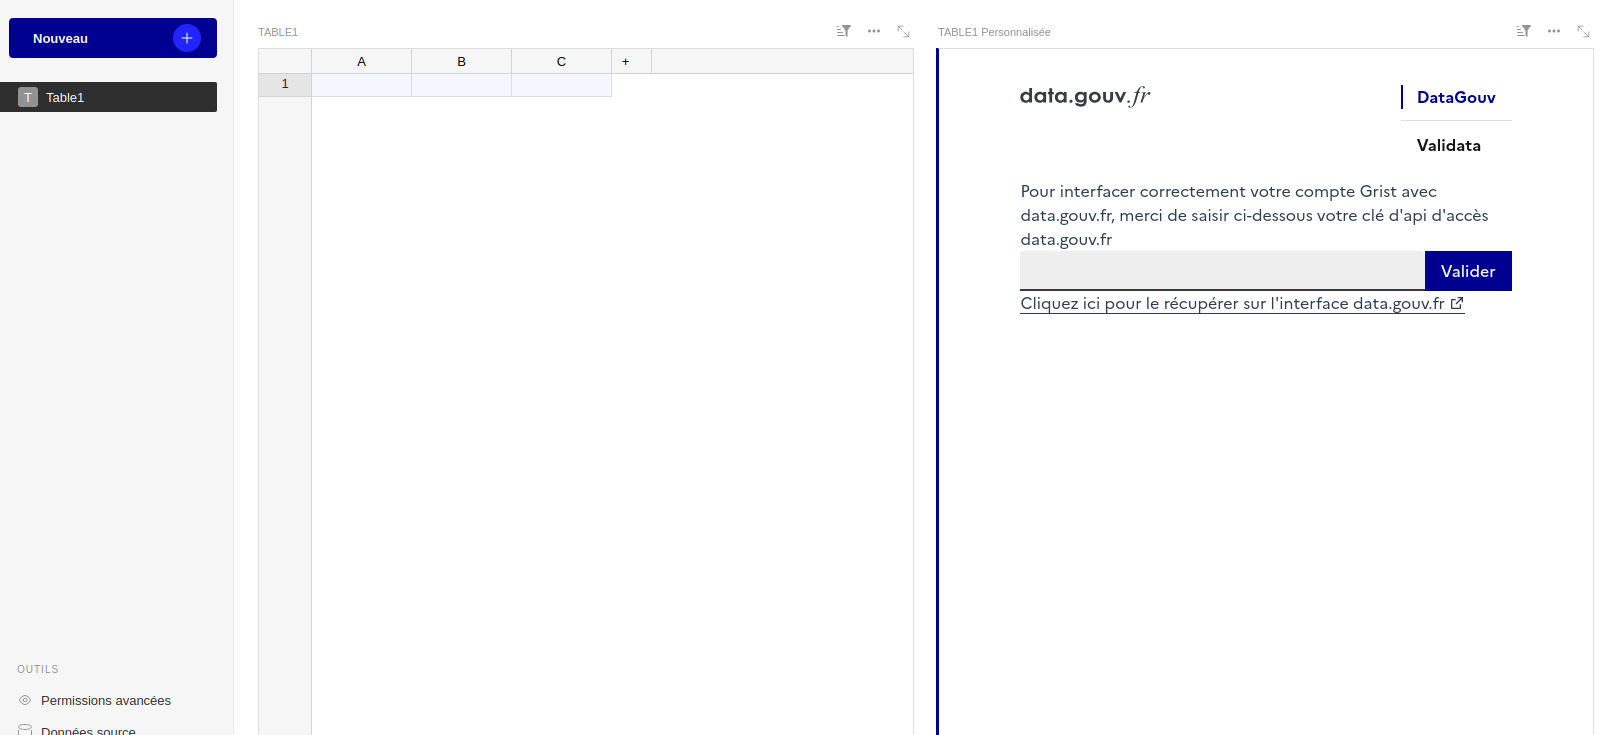 Nouveau
Table1
T
OUTILS
Permissions avancées
Données source
TABLE1
A B C +
1
TABLE1 Personnalisée
data.gouv.fr
DataGouv
Validata
Pour interfacer correctement votre compte Grist avec
data.gouv.fr, merci de saisir ci-dessous votre clé d'api d'accès
data.gouv.fr
Valider
Cliquez ici pour le récupérer sur l'interface data.gouv.fr